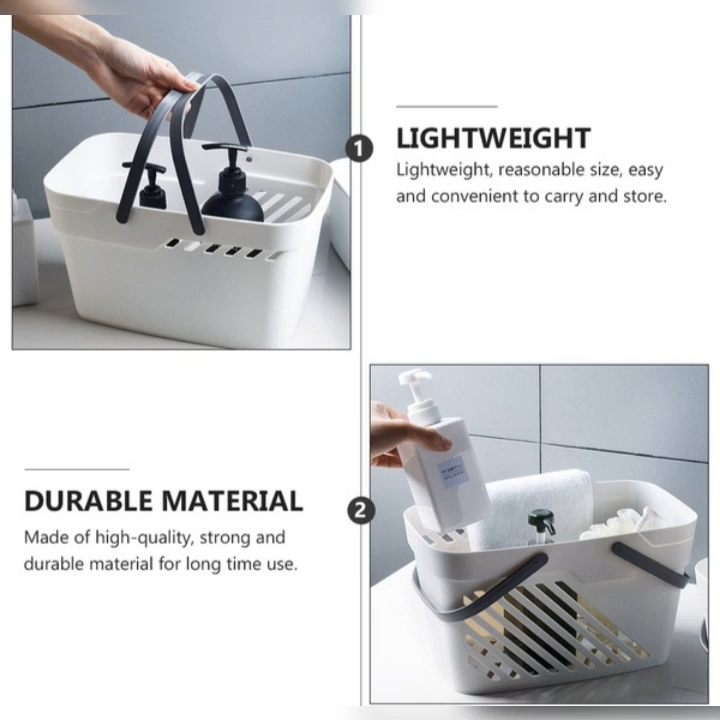 1
LIGHTWEIGHT
Lightweight, reasonable size, easy
and convenient to carry and store.
DURABLE MATERIAL
2
Made of high-quality, strong and
durable material for long time use.